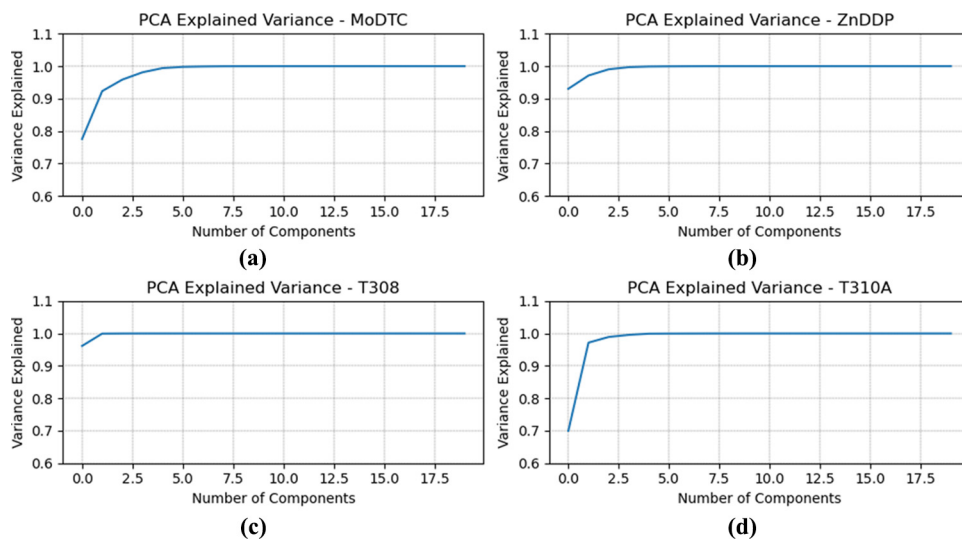 PCA Explained Variance - MoDTC
Variance Explained
1.1
1.0
0.9
0.8
0.7
0.6
0.0 2.5 5.0 7.5 10.0 12.5 15.0 17.5
Number of Components
(a)
PCA Explained Variance - ZnDDP
Variance Explained
1.1
1.0
0.9
0.8
0.7
0.6
0.0 2.5 5.0 7.5 10.0 12.5 15.0 17.5
Number of Components
(b)
PCA Explained Variance - T308
Variance Explained
1.1
1.0
0.9
0.8
0.7
0.6
0.0 2.5 5.0 7.5 10.0 12.5 15.0 17.5
Number of Components
(c)
PCA Explained Variance - T310A
Variance Explained
1.1
1.0
0.9
0.8
0.7
0.6
0.0 2.5 5.0 7.5 10.0 12.5 15.0 17.5
Number of Components
(d)